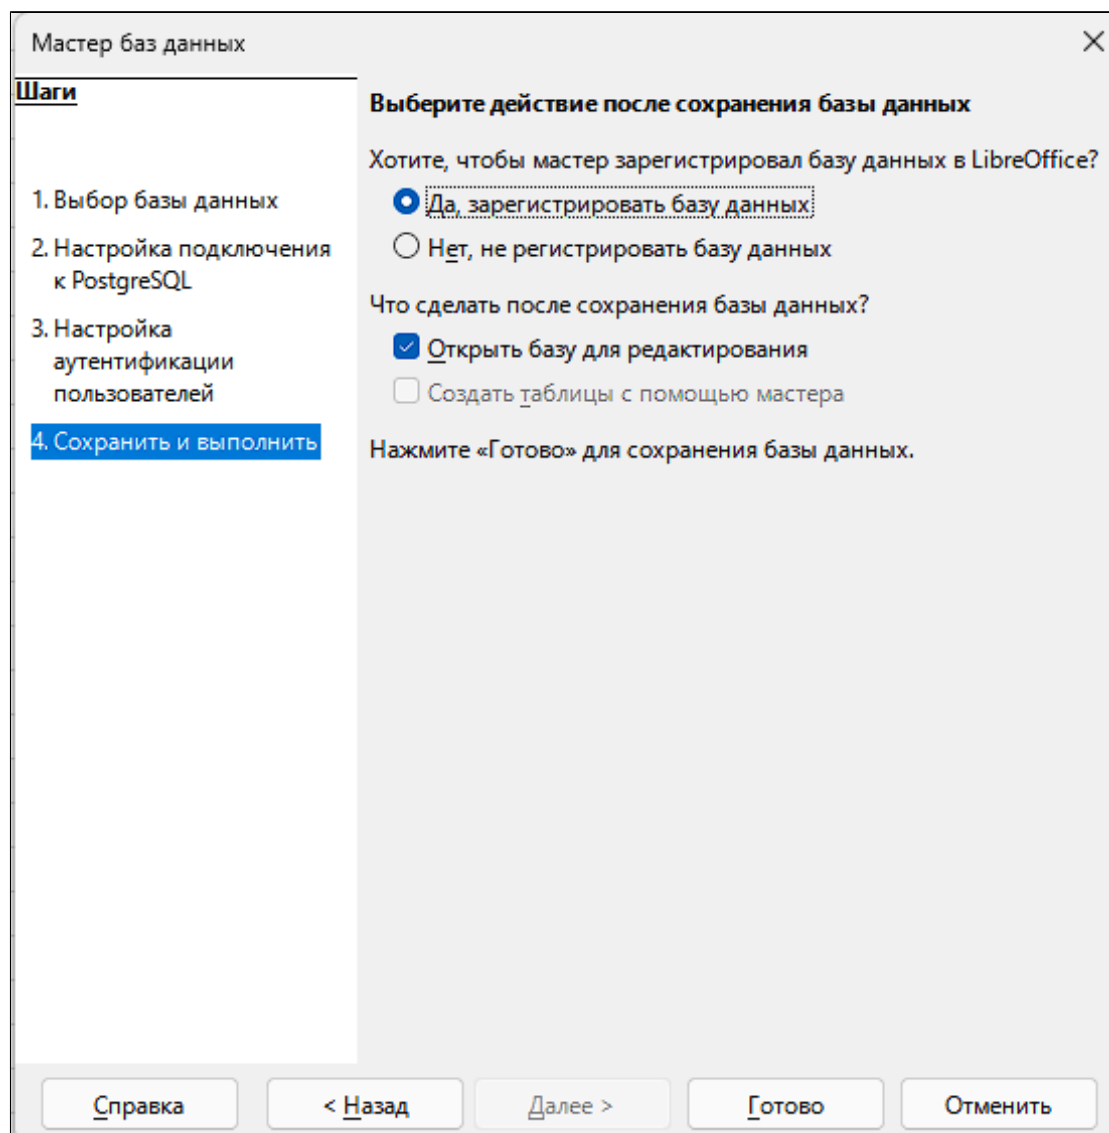 Мастер баз данных
Шаги
1. Выбор базы данных
2. Настройка подключения
к PostgreSQL
3. Настройка
аутентификации
пользователей
4. Сохранить и выполнить
Выберите действие после сохранения базы данных
Хотите, чтобы мастер зарегистрировал базу данных в LibreOffice?
Да, зарегистрировать базу данных
Нет, не регистрировать базу данных
Что сделать после сохранения базы данных?
Открыть базу для редактирования
Создать таблицы с помощью мастера
Нажмите «Готово» для сохранения базы данных.
Справка
< Назад
Далее >
Готово
Отменить